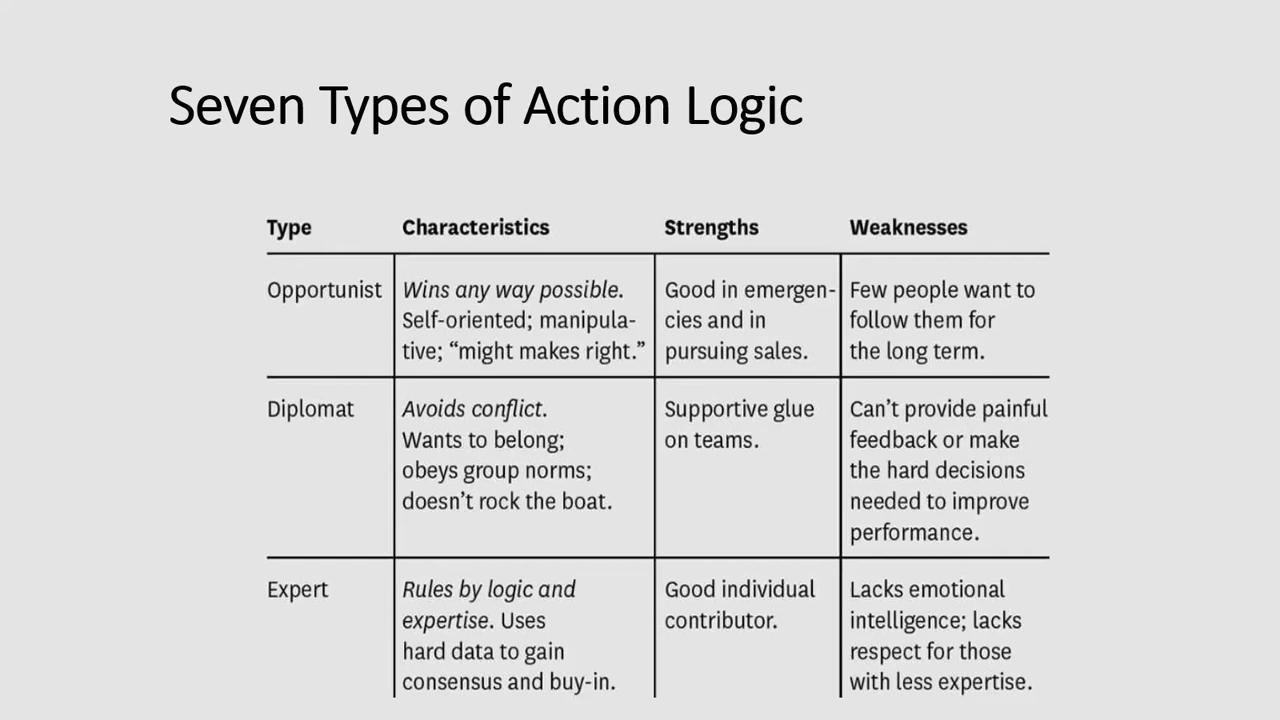 Seven Types of Action Logic
Type Characteristics Strengths Weaknesses
Opportunist Wins any way possible. Good in emergen- Few people want to
Self-oriented; manipula- cies and in follow them for
tive; “might makes right.” pursuing sales. the long term.
Diplomat Avoids conflict. Supportive glue Can’t provide painful
Wants to belong; on teams. feedback or make
obeys group norms; the hard decisions
doesn’t rock the boat. needed to improve
performance.
Expert Rules by logic and Good individual Lacks emotional
expertise. Uses contributor. intelligence; lacks
hard data to gain respect for those
consensus and buy-in. with less expertise.